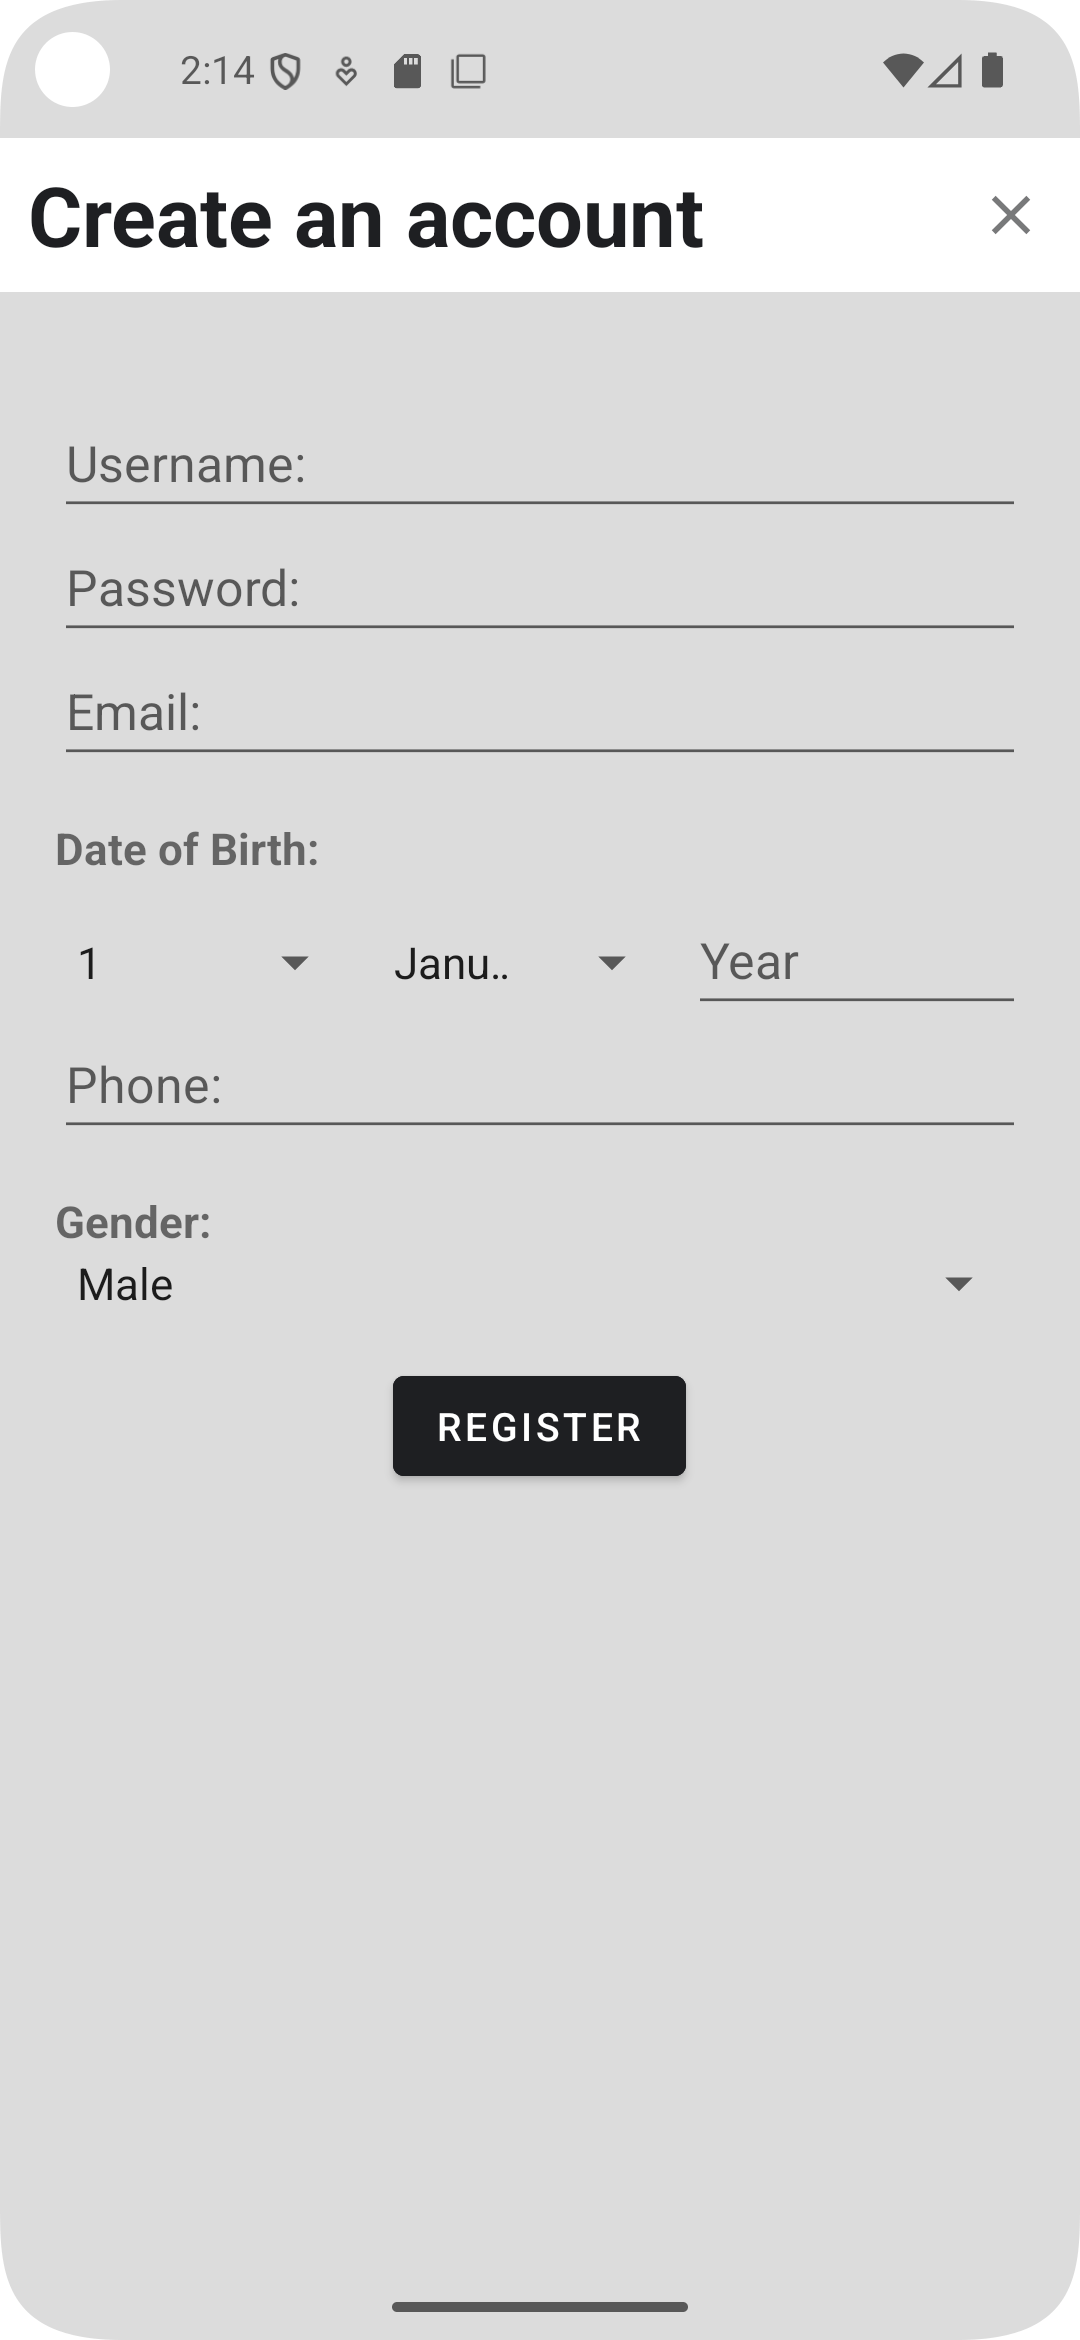 2:14
Create an account
Username:
Password:
Email:
Date of Birth:
1 Janu.. Year
Phone:
Gender:
Male
REGISTER